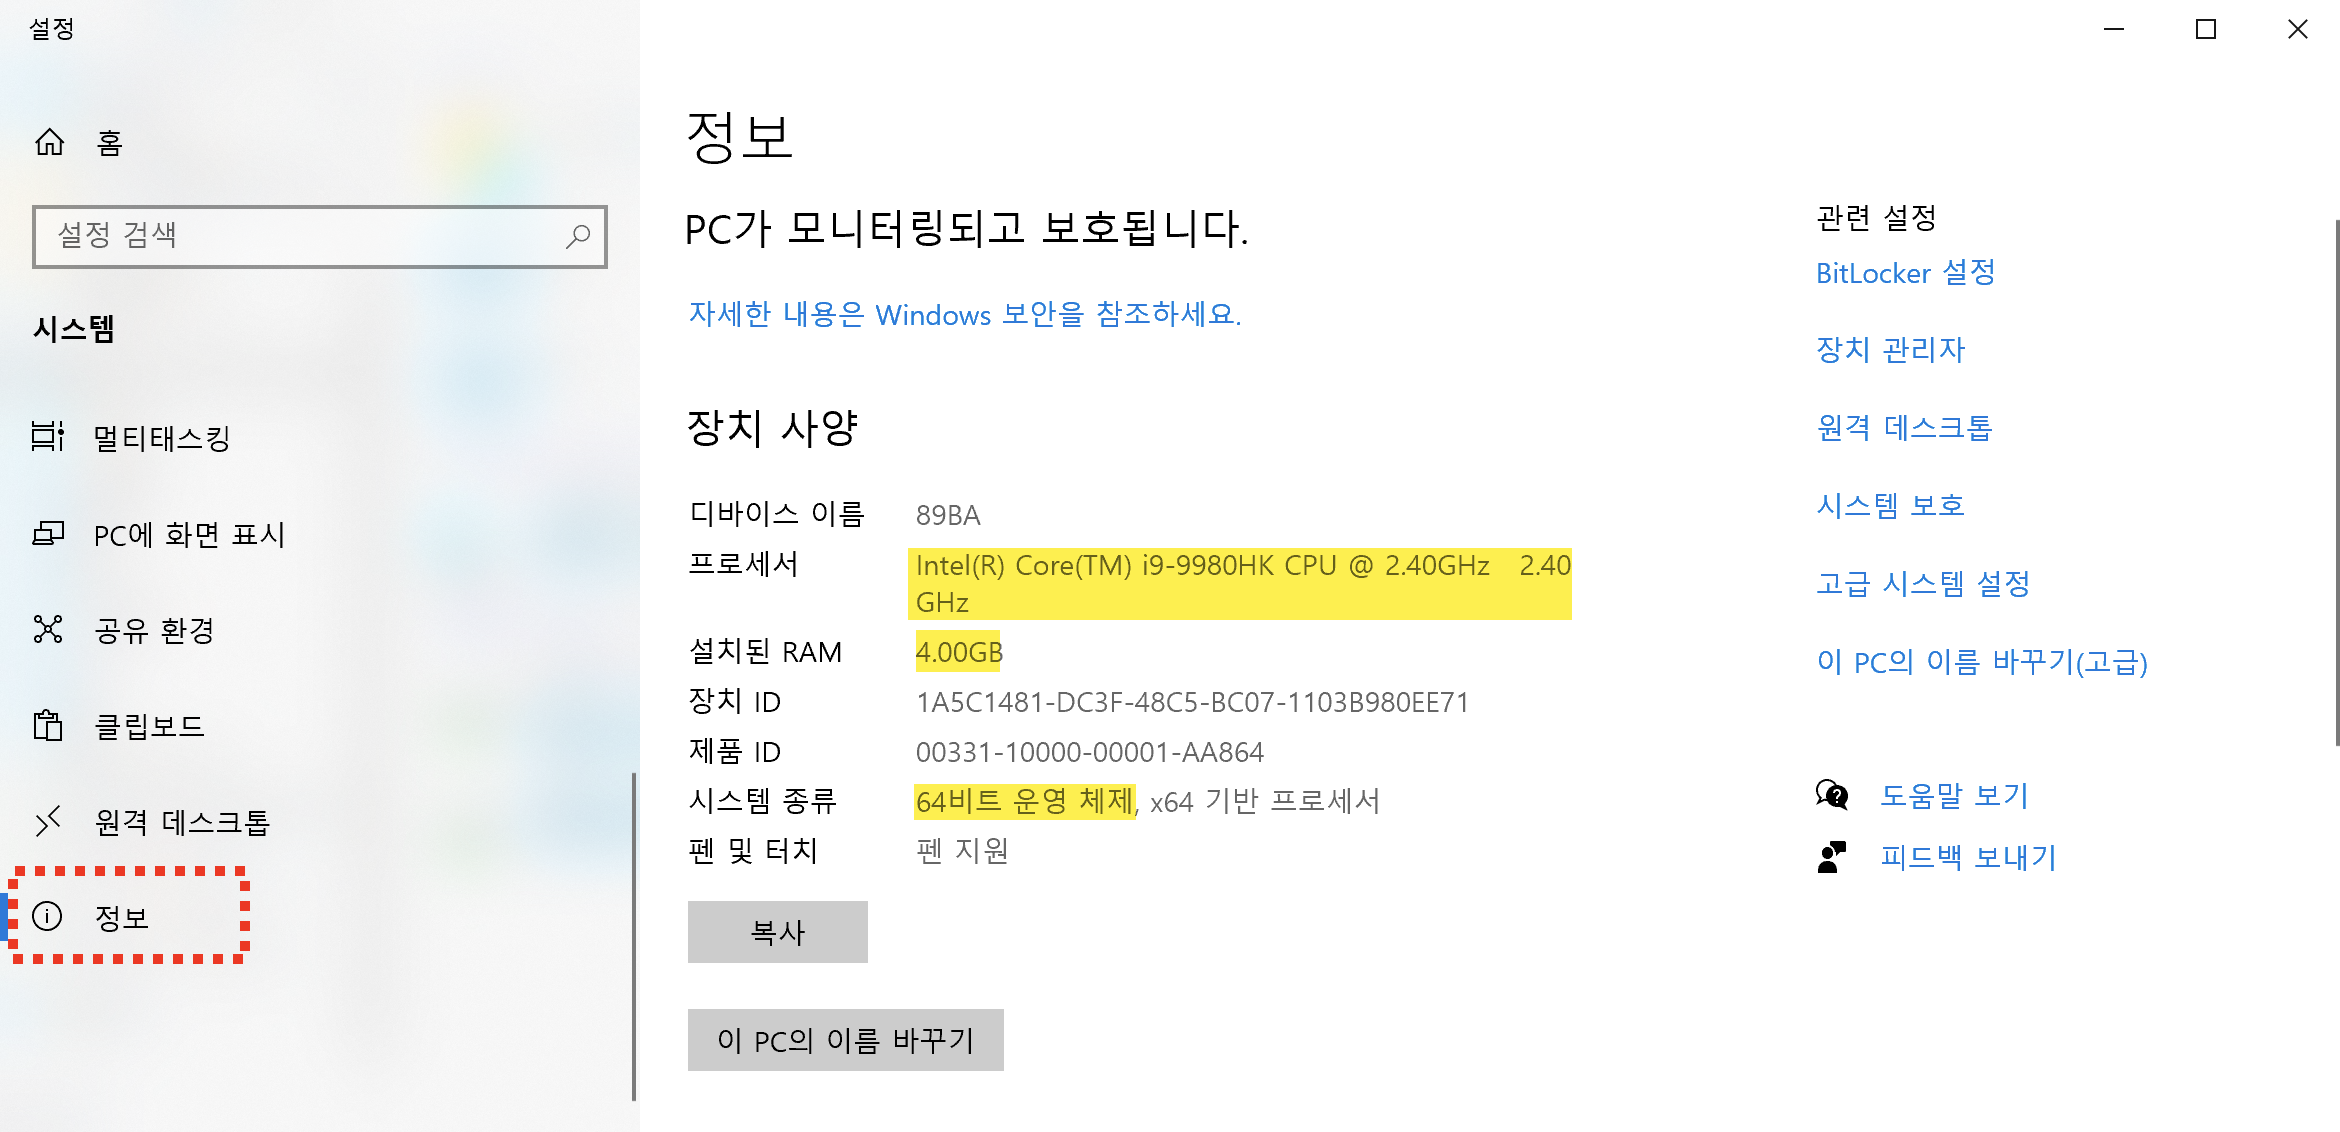 설정
홈
설정 검색
시스템
멀티태스킹
PC에 화면 표시
공유 환경
클립보드
원격 데스크톱
정보
정보
PC가 모니터링되고 보호됩니다.
자세한 내용은 Windows 보안을 참조하세요.
장치 사양
디바이스 이름 89BA
프로세서 Intel(R) Core(TM) i9-9980HK CPU @ 2.40GHz 2.40
GHz
설치된 RAM 4.00GB
장치 ID 1A5C1481-DC3F-48C5-BC07-1103B980EE71
제품 ID 00331-10000-00001-AA864
시스템 종류 64비트 운영 체제, x64 기반 프로세서
펜 및 터치 펜 지원
복사
이 PC의 이름 바꾸기
관련 설정
BitLocker 설정
장치 관리자
원격 데스크톱
시스템 보호
고급 시스템 설정
이 PC의 이름 바꾸기(고급)
도움말 보기
피드백 보내기